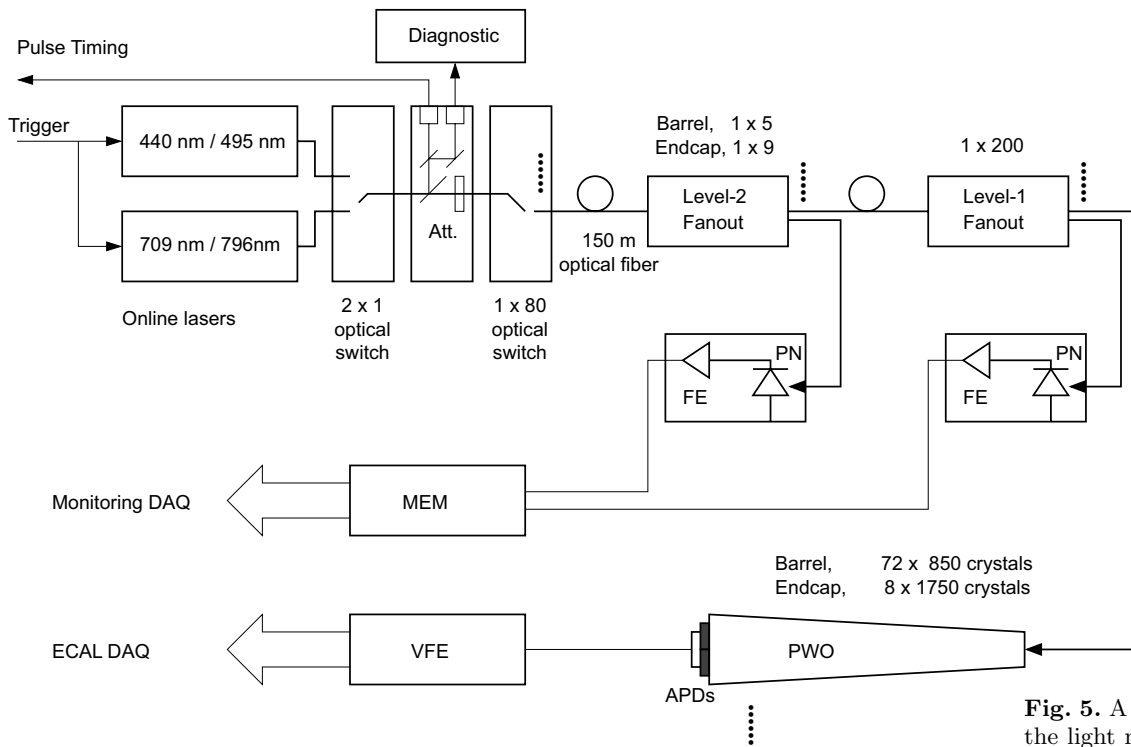 Diagnostic
Pulse Timing
Trigger
440 nm / 495 nm
709 nm / 796nm
Online lasers
2 x 1
optical
switch
Att.
1 x 80
optical
switch
150 m
optical fiber
Barrel, 1 x 5
Endcap, 1 x 9
Level-2
Fanout
1 x 200
Level-1
Fanout
FE
PN
FE
PN
Monitoring DAQ
MEM
Barrel, 72 x 850 crystals
Endcap, 8 x 1750 crystals
ECAL DAQ
VFE
APDs
PWO
Fig. 5. A
the light